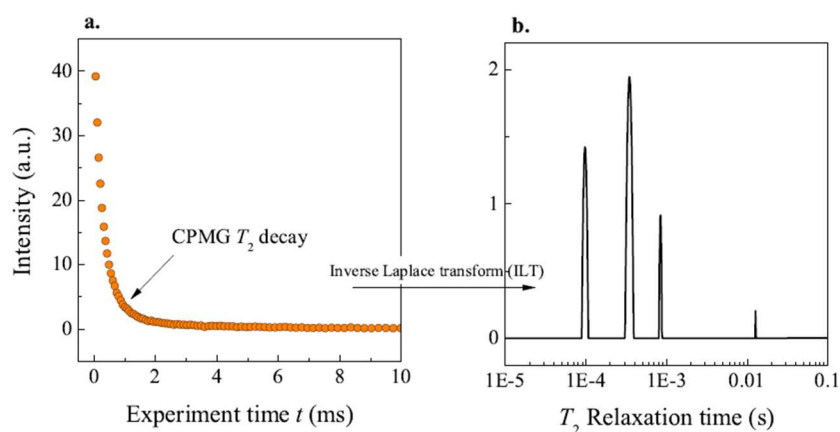 a.
Intensity (a.u.)
40
30
20
10
0
CPMG T2 decay
0 2 4 6 8 10
Experiment time t (ms)
Inverse Laplace transform (ILT)
b.
2
1
0
1E-5 1E-4 1E-3 0.01 0.1
T2 Relaxation time (s)